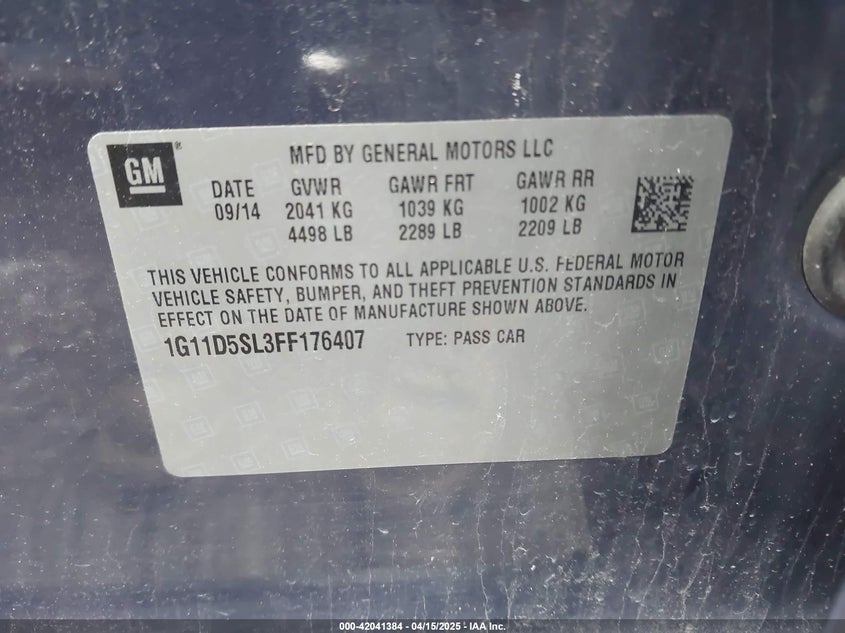 GM ® MFD BY GENERAL MOTORS LLC
DATE GVWR GAWR FRT GAWR RR
09/14 2041 KG 1039 KG 1002 KG
4498 LB 2289 LB 2209 LB
THIS VEHICLE CONFORMS TO ALL APPLICABLE U.S. FEDERAL MOTOR
VEHICLE SAFETY, BUMPER, AND THEFT PREVENTION STANDARDS IN
EFFECT ON THE DATE OF MANUFACTURE SHOWN ABOVE.
1G11D5SL3FF176407 TYPE: PASS CAR
000-42041384 - 04/15/2025 - IAA Inc.